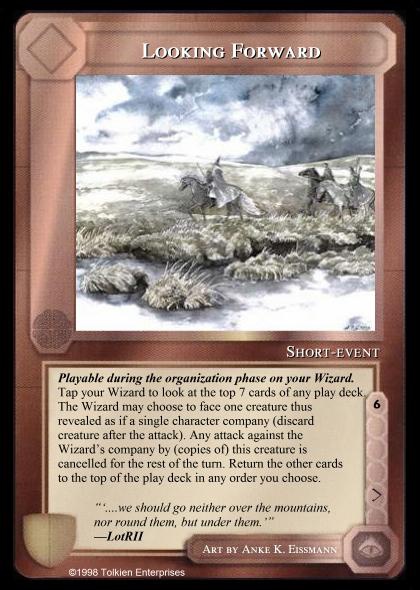 Looking Forward
Short-event
Playable during the organization phase on your Wizard.
Tap your Wizard to look at the top 7 cards of any play deck.
The Wizard may choose to face one creature thus
revealed as if a single character company (discard
creature after the attack). Any attack against the
Wizard's company by (copies of) this creature is
cancelled for the rest of the turn. Return the other cards
to the top of the play deck in any order you choose.
6
"'....we should go neither over the mountains,
nor round them, but under them.'"
—LotRII
Art by Anke K. Eissmann
©1998 Tolkien Enterprises